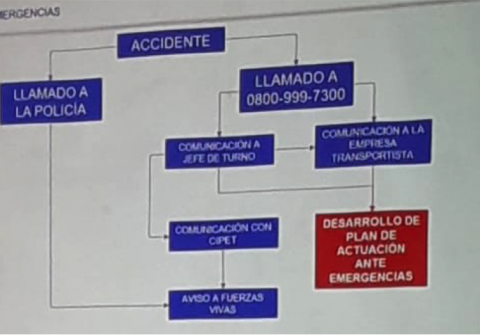 ERGENCIAS
ACCIDENTE
LLAMADO A
LA POLICÍA
LLAMADO A
0800-999-7300
COMUNICACIÓN A
JEFE DE TURNO
COMUNICACIÓN A LA
EMPRESA
TRANSPORTISTA
COMUNICACIÓN CON
CIPET
DESARROLLO DE
PLAN DE
ACTUACIÓN
ANTE
EMERGENCIAS
AVISO A FUERZAS
VIVAS